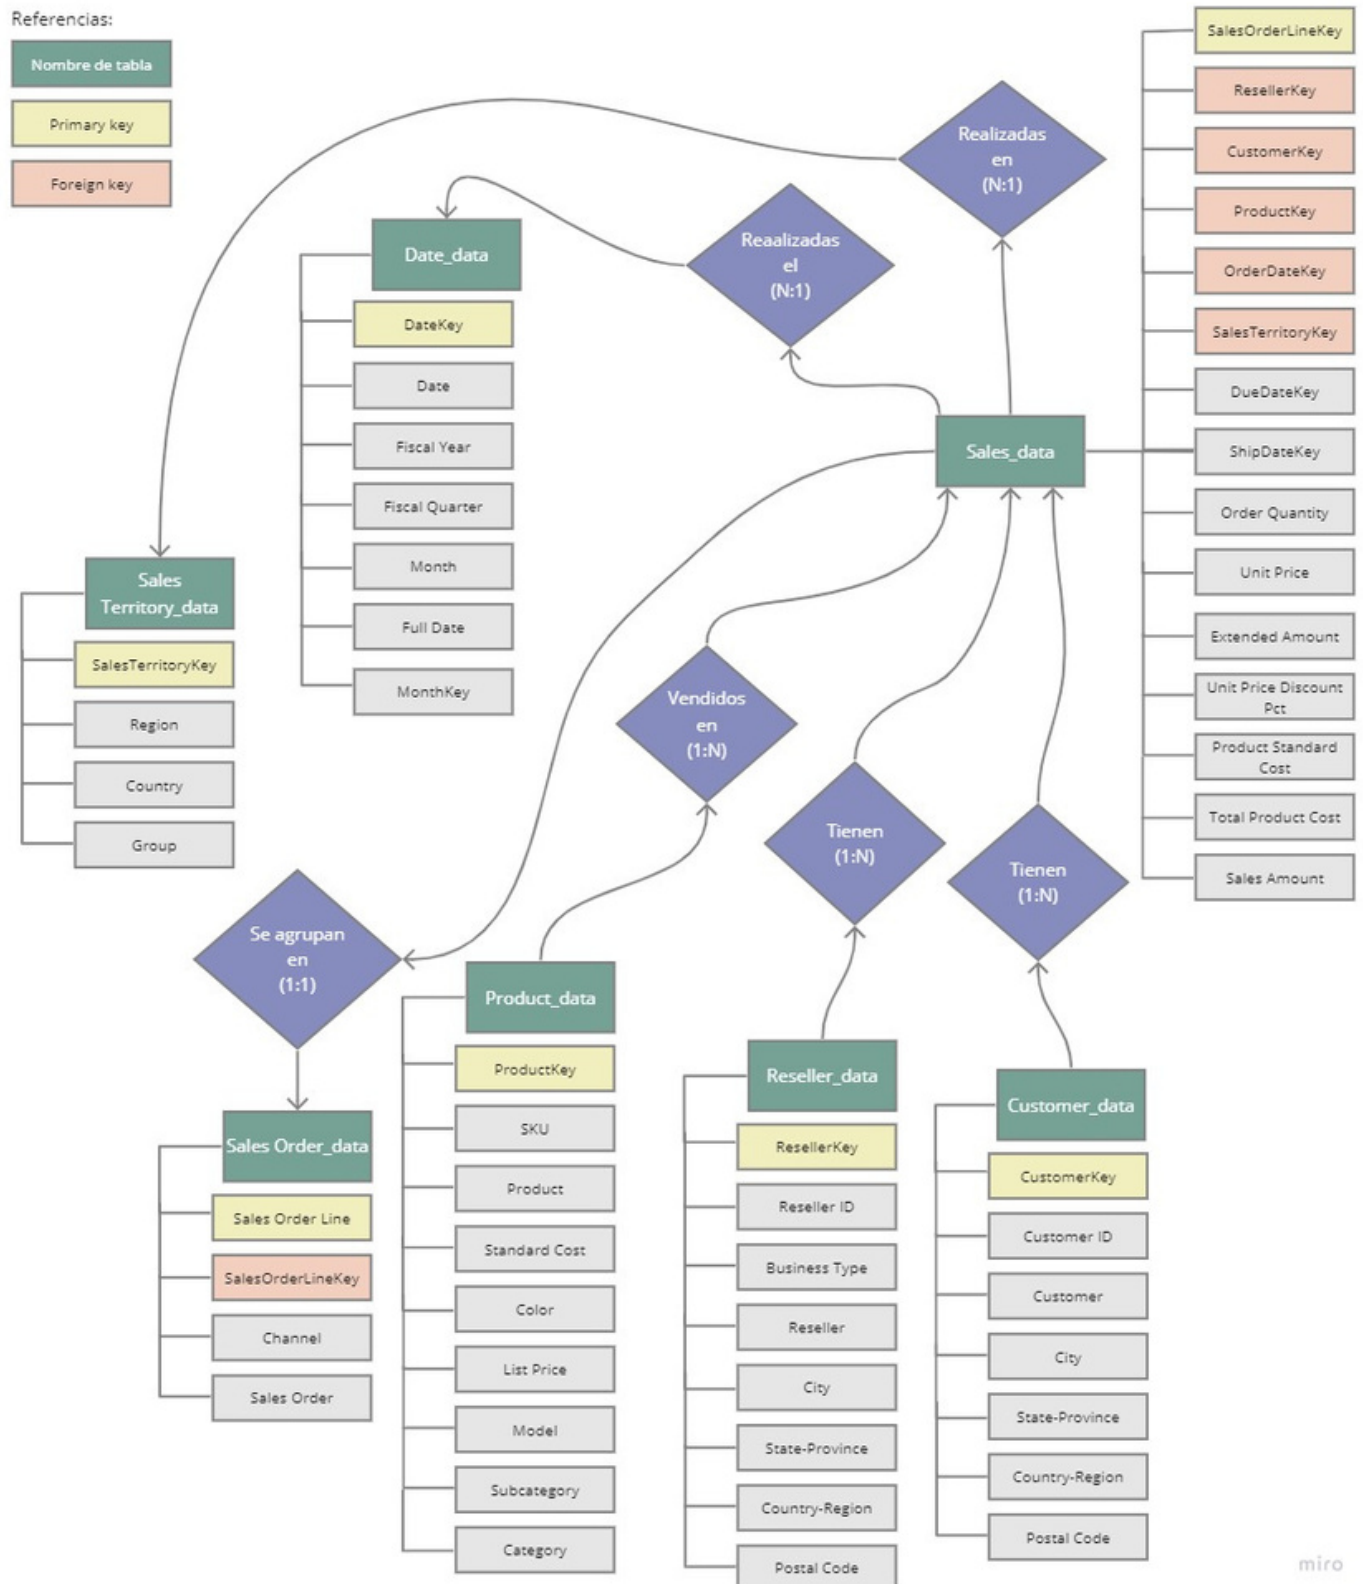 Referencias:
Nombre de tabla
Primary key
Foreign key
Realizadas
en
(N:1)
Reaalizadas
el
(N:1)
Date_data
DateKey
Date
Fiscal Year
Fiscal Quarter
Month
Full Date
MonthKey
Sales_data
SalesOrderLineKey
ResellerKey
CustomerKey
ProductKey
OrderDateKey
SalesTerritoryKey
DueDateKey
ShipDateKey
Order Quantity
Unit Price
Extended Amount
Unit Price Discount
Pct
Product Standard
Cost
Total Product Cost
Sales Amount
Sales
Territory_data
SalesTerritoryKey
Region
Country
Group
Vendidos
en
(1:N)
Tienen
(1:N)
Tienen
(1:N)
Se agrupan
en
(1:1)
Sales Order_data
Sales Order Line
SalesOrderLineKey
Channel
Sales Order
Product_data
ProductKey
SKU
Product
Standard Cost
Color
List Price
Model
Subcategory
Category
Reseller_data
ResellerKey
Reseller ID
Business Type
Reseller
City
State-Province
Country-Region
Postal Code
Customer_data
CustomerKey
Customer ID
Customer
City
State-Province
Country-Region
Postal Code
miro